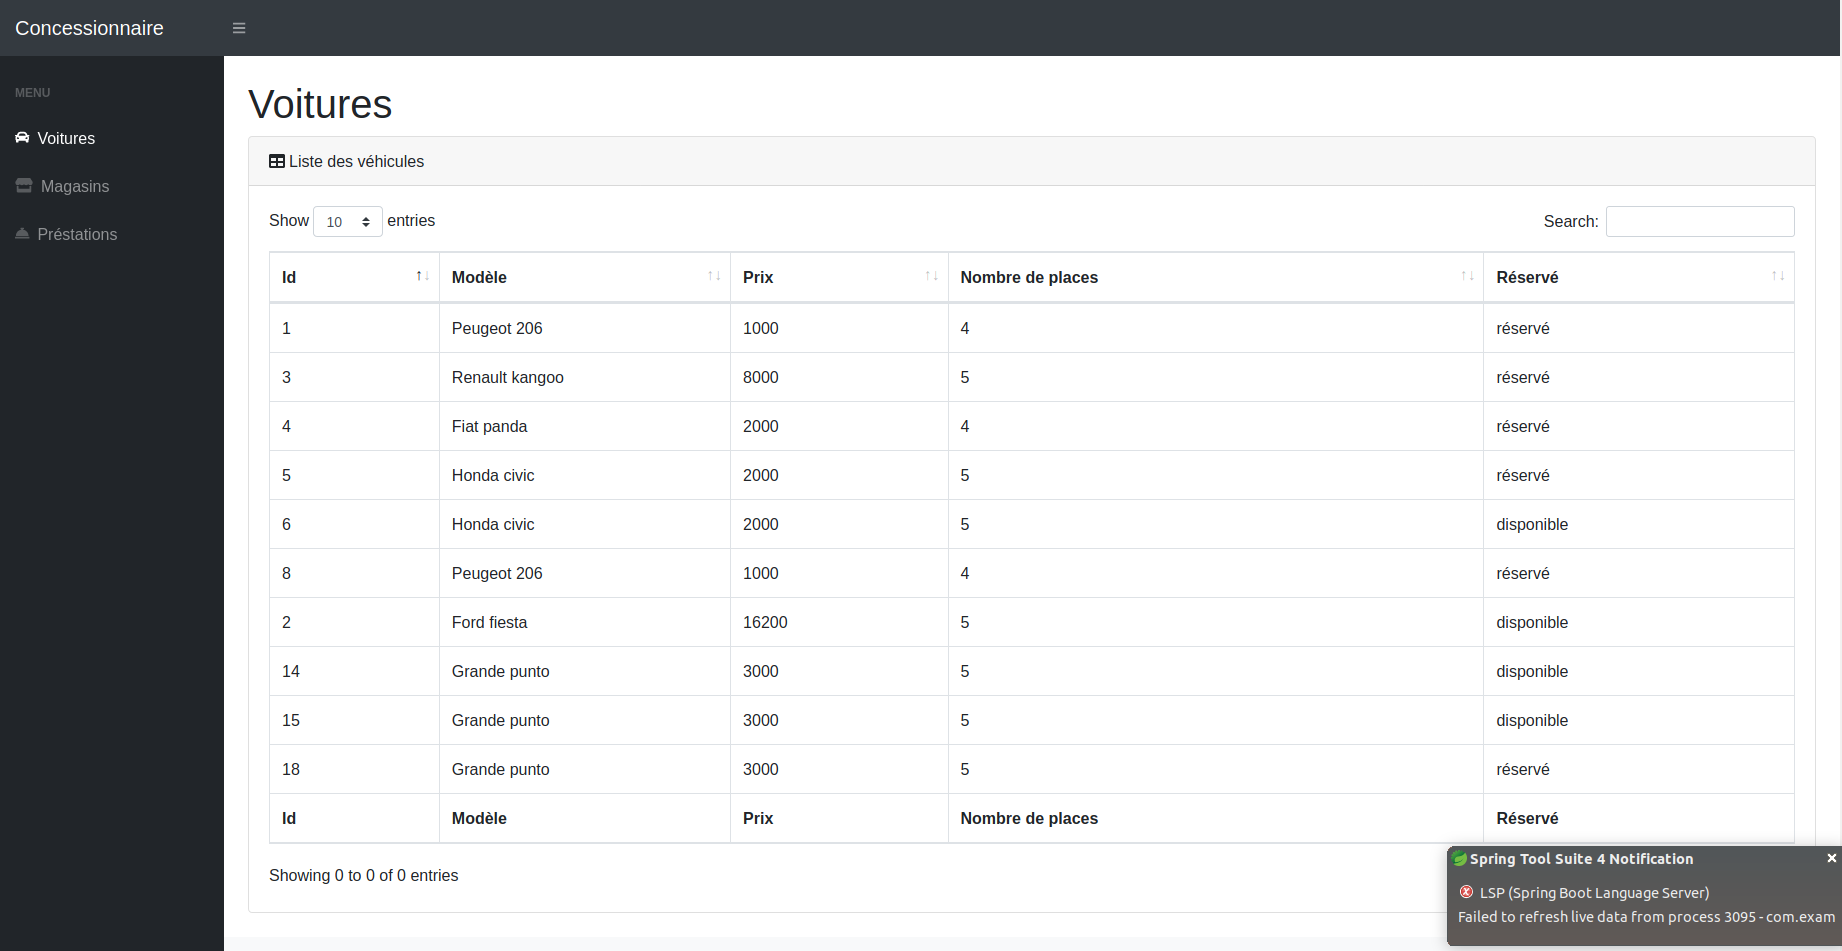 Concessionnaire
MENU
Voitures
Magasins
Préstations
Voitures
Liste des véhicules
Show 10 entries
Search:
Id Modèle Prix Nombre de places Réservé
1 Peugeot 206 1000 4 réservé
3 Renault kangoo 8000 5 réservé
4 Fiat panda 2000 4 réservé
5 Honda civic 2000 5 réservé
6 Honda civic 2000 5 disponible
8 Peugeot 206 1000 4 réservé
2 Ford fiesta 16200 5 disponible
14 Grande punto 3000 5 disponible
15 Grande punto 3000 5 disponible
18 Grande punto 3000 5 réservé
Id Modèle Prix Nombre de places Réservé
Showing 0 to 0 of 0 entries
Spring Tool Suite 4 Notification
LSP (Spring Boot Language Server)
Failed to refresh live data from process 3095 - com.exam